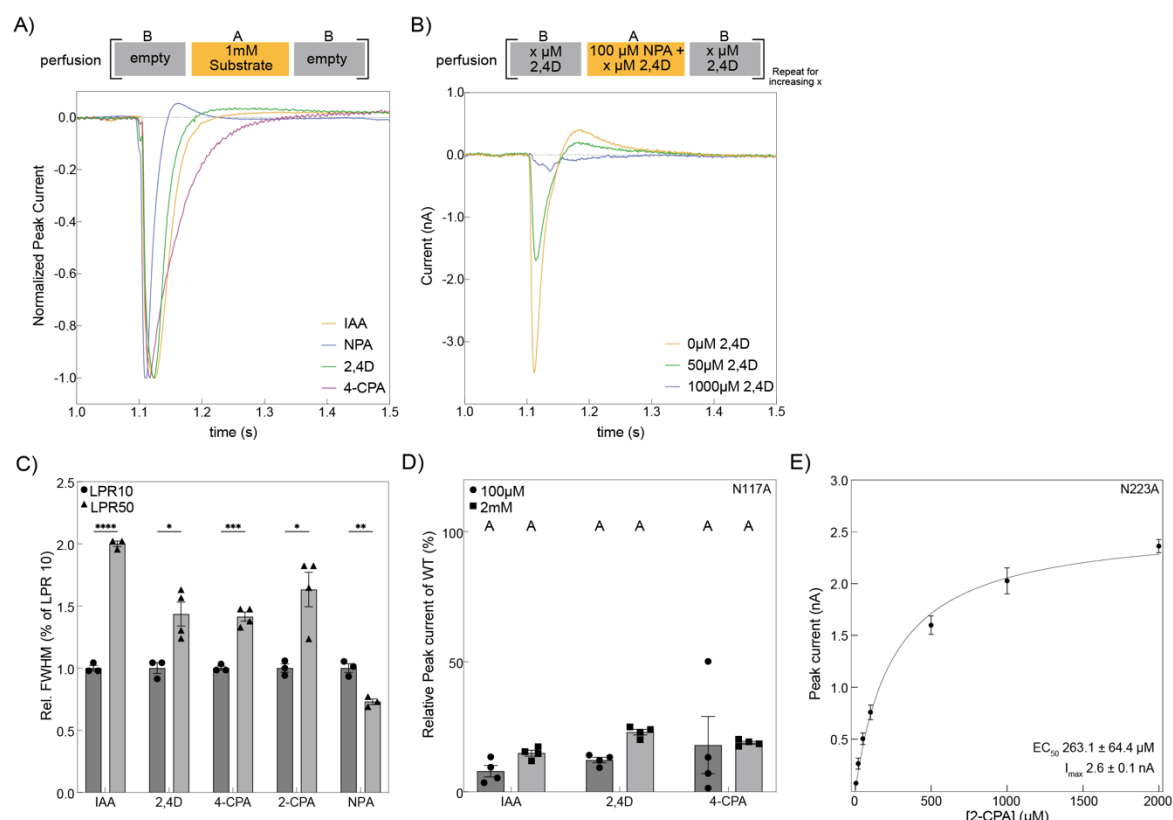 A)
B A B
perfusion empty 1mm Substrate empty
0.0
-0.2
-0.4
-0.6
-0.8
-1.0
Normalized Peak Current
IAA
NPA
2,4D
4-CPA
1.0 1.1 1.2 1.3 1.4 1.5
time (s)
B)
B A B
perfusion x µM 2,4D 100 µM NPA + x µM 2,4D x µM 2,4D
Repeat for increasing x
Current (nA)
1.0
0.0
-1.0
-3.0
0µM 2,4D
50µM 2,4D
1000µM 2,4D
1.0 1.1 1.2 1.3 1.4 1.5
time (s)
C)
LPR10
LPR50
**** * *** * **
Rel. FWHM (% of LPR 10)
2.5
2.0
1.5
1.0
0.5
0.0
IAA 2,4D 4-CPA 2-CPA NPA
D)
100µM
2mM
N117A
A A A A A A
Relative Peak current of WT (%)
100
50
0
IAA 2,4D 4-CPA
E)
N223A
Peak current (nA)
3.0
2.5
2.0
1.5
1.0
0.5
EC50 263.1 ± 64.4 µM
Imax 2.6 ± 0.1 nA
0 500 1000 1500 2000
[2-CPA] (µM)